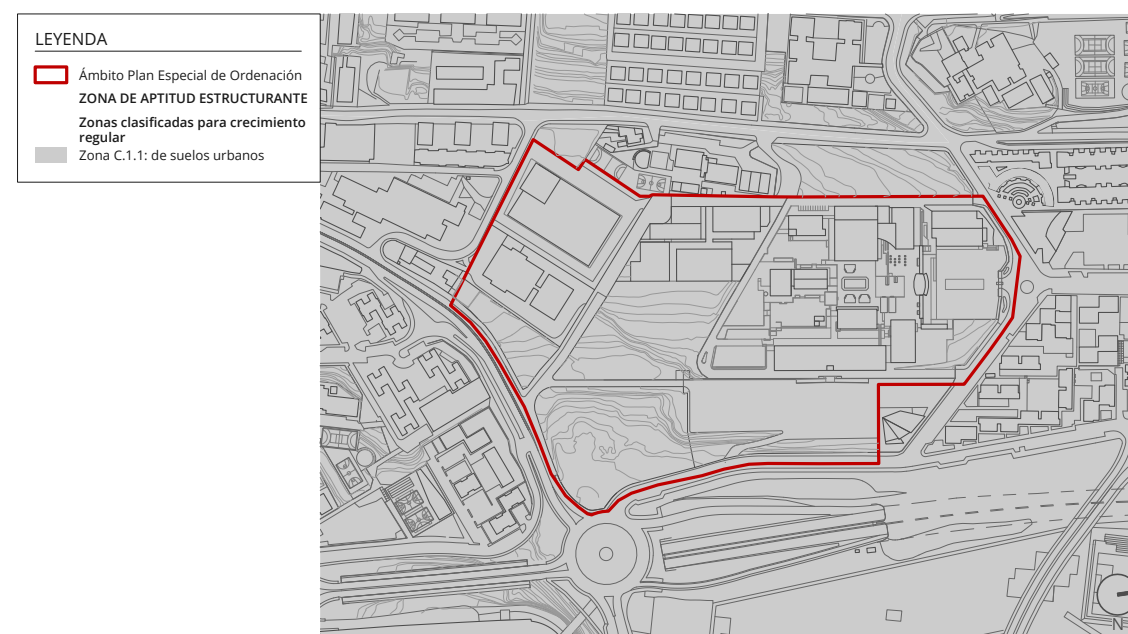 LEYENDA
Ámbito Plan Especial de Ordenación
ZONA DE APTITUD ESTRUCTURANTE
Zonas clasificadas para crecimiento
regular
Zona C.1.1: de suelos urbanos
N